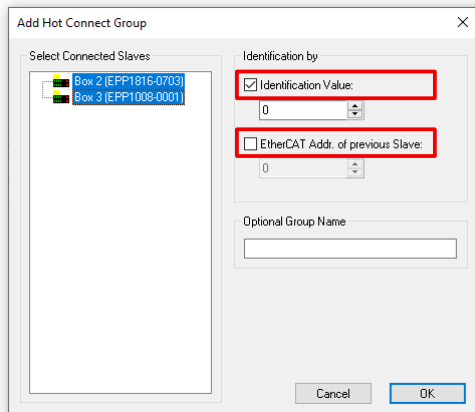 Add Hot Connect Group
Select Connected Slaves
Box 2 (EPP1816-0703)
Box 3 (EPP1008-0001)
Identification by
Identification Value:
0
EtherCAT Addr. of previous Slave:
0
Optional Group Name
Cancel
OK